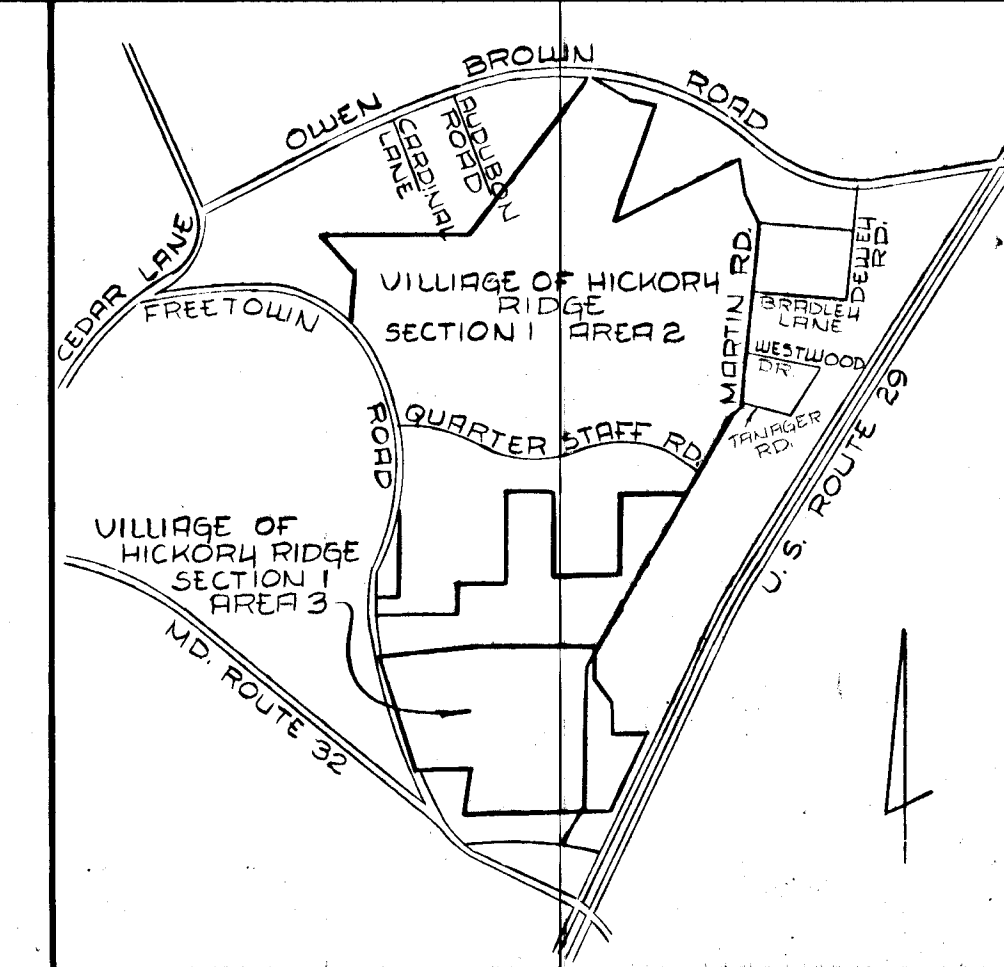 OWEN BROWN ROAD
AUDUBON
ROAD
CARDINAL
LANE
CEDAR LANE
FREETOWN ROAD
VILLIAGE OF HICKORY
RIDGE
SECTION 1 AREA 2
MARTIN RD.
DEWEY
RD.
BRADLEY
LANE
WESTWOOD
DR.
TANAGER
RD.
QUARTER STAFF RD.
U.S. ROUTE 29
VILLIAGE OF
HICKORY RIDGE
SECTION 1
AREA 3
MD. ROUTE 32